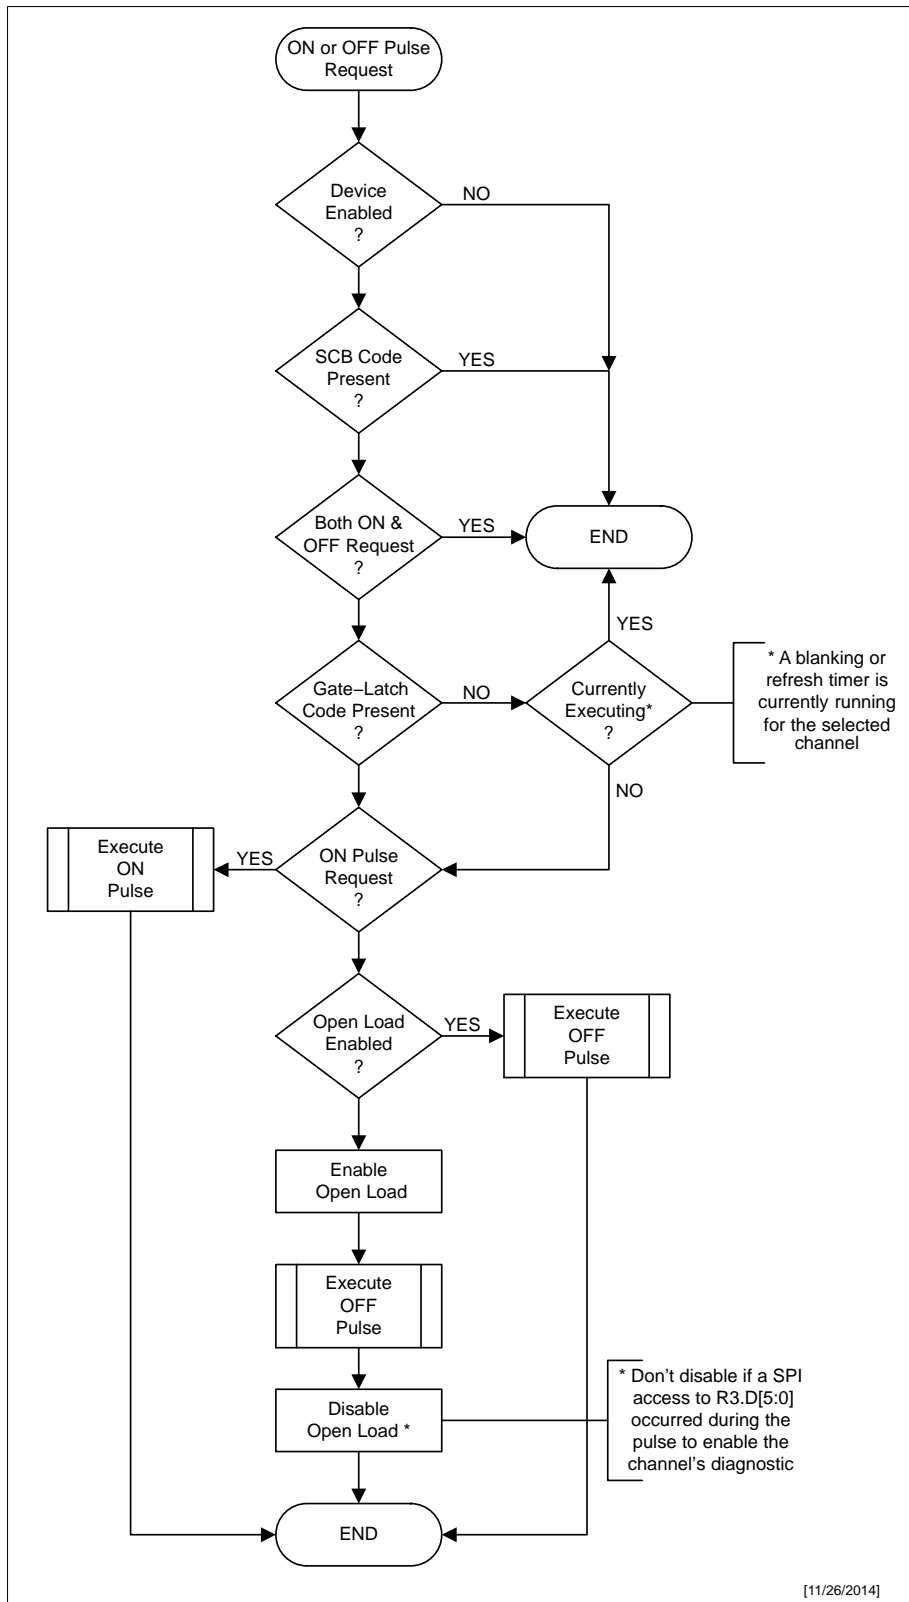 ON or OFF Pulse
Request
Device
Enabled
?
NO
SCB Code
Present
?
YES
Both ON &
OFF Request
?
YES
END
YES
Gate–Latch
Code Present
?
NO
Currently
Executing*
?
* A blanking or
refresh timer is
currently running
for the selected
channel
NO
Execute
ON
Pulse
YES
ON Pulse
Request
?
Open Load
Enabled
?
YES
Execute
OFF
Pulse
Enable
Open Load
Execute
OFF
Pulse
Disable
Open Load *
* Don't disable if a SPI
access to R3.D[5:0]
occurred during the
pulse to enable the
channel's diagnostic
END
[11/26/2014]